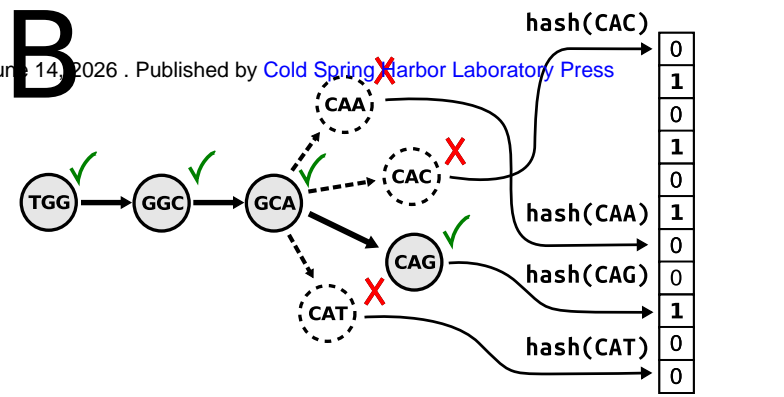 B
June 14, 2026 . Published by Cold Spring Harbor Laboratory Press
hash(CAC)
0
1
0
1
0
1
0
0
1
0
0
CAA
CAC
TGG
GGC
GCA
hash(CAA)
CAG
hash(CAG)
CAT
hash(CAT)